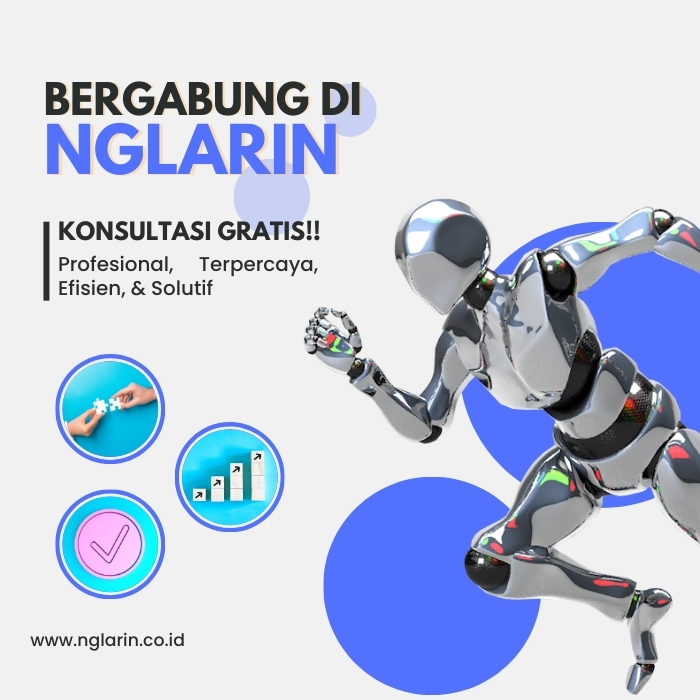 BERGABUNG DI
NGLARIN
KONSULTASI GRATIS!!
Profesional, Terpercaya,
Efisien, & Solutif
www.nglarin.co.id